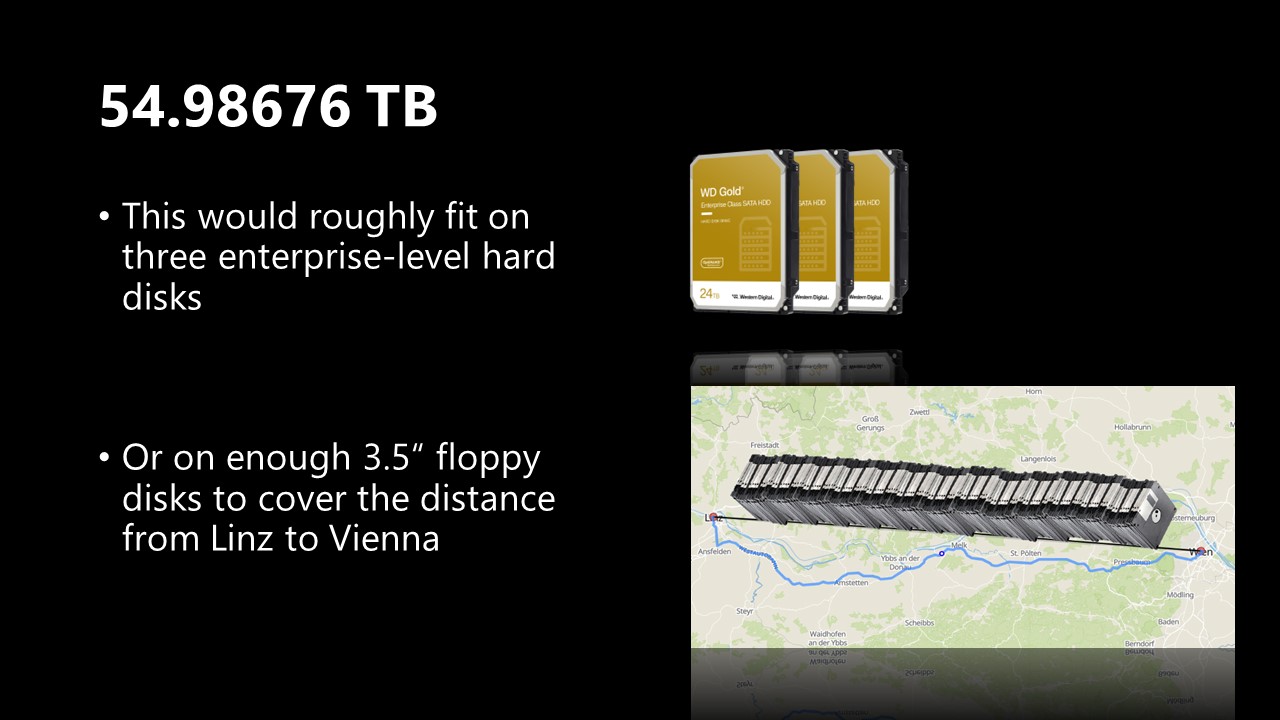 54.98676 TB
• This would roughly fit on
three enterprise-level hard
disks
WD Gold
Enterprise Class SATA HDD
SATA HDD
SATA HDD
24TB
Western Digital.
Western Digital.
Western Digital.
• Or on enough 3.5“ floppy
disks to cover the distance
from Linz to Vienna
Horn
Zwettl
Groß
Gerungs
Hollabrunn
Freistadt
Langenlois
Linz
Ansfelden
WESTAUTOBAHN
Ybbs an der
Donau
Melk
St. Pölten
Pressbaum
Wien
Amstetten
Mödling
Steyr
Scheibbs
Baden
Waidhofen
an der Ybbs
Berndorf